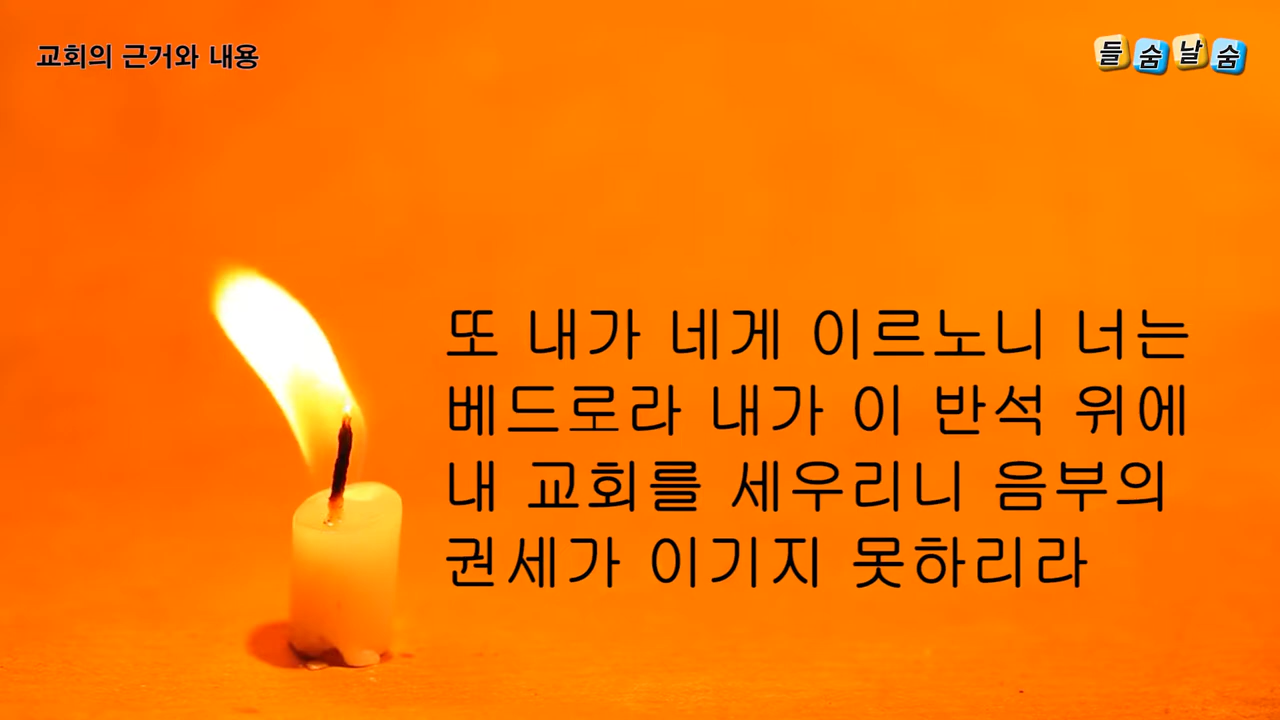 교회의 근거와 내용
들숨날숨
또 내가 네게 이르노니 너는
베드로라 내가 이 반석 위에
내 교회를 세우리니 음부의
권세가 이기지 못하리라